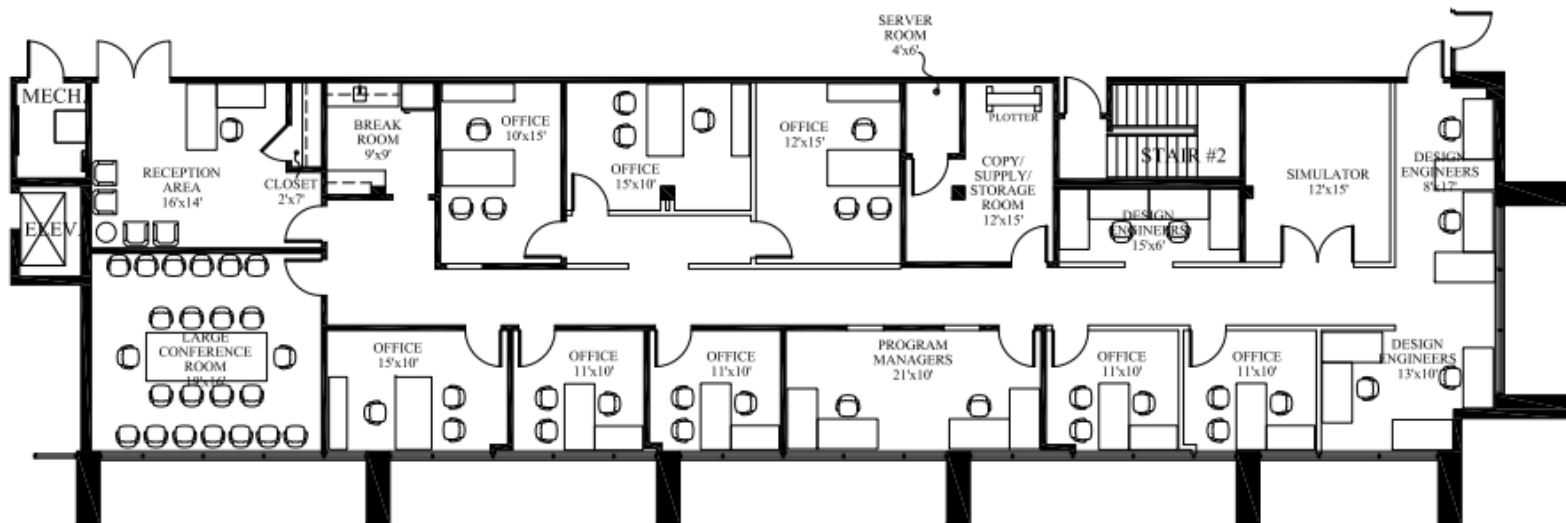 SERVER
ROOM
4'x6'
MECH.
BREAK
ROOM
9'x9'
OFFICE
10'x15'
OFFICE
12'x15'
PLOTTER
STAIR #2
RECEPTION
AREA
16'x14'
CLOSET
2'x7'
OFFICE
15'x10'
COPY/
SUPPLY/
STORAGE
ROOM
12'x15'
SIMULATOR
12'x15'
DESIGN
ENGINEERS
8'x17'
ELEV.
DESIGN
ENGINEERS
15'x6'
LARGE
CONFERENCE
ROOM
19'x16'
OFFICE
15'x10'
OFFICE
11'x10'
OFFICE
11'x10'
PROGRAM
MANAGERS
21'x10'
OFFICE
11'x10'
OFFICE
11'x10'
DESIGN
ENGINEERS
13'x10'